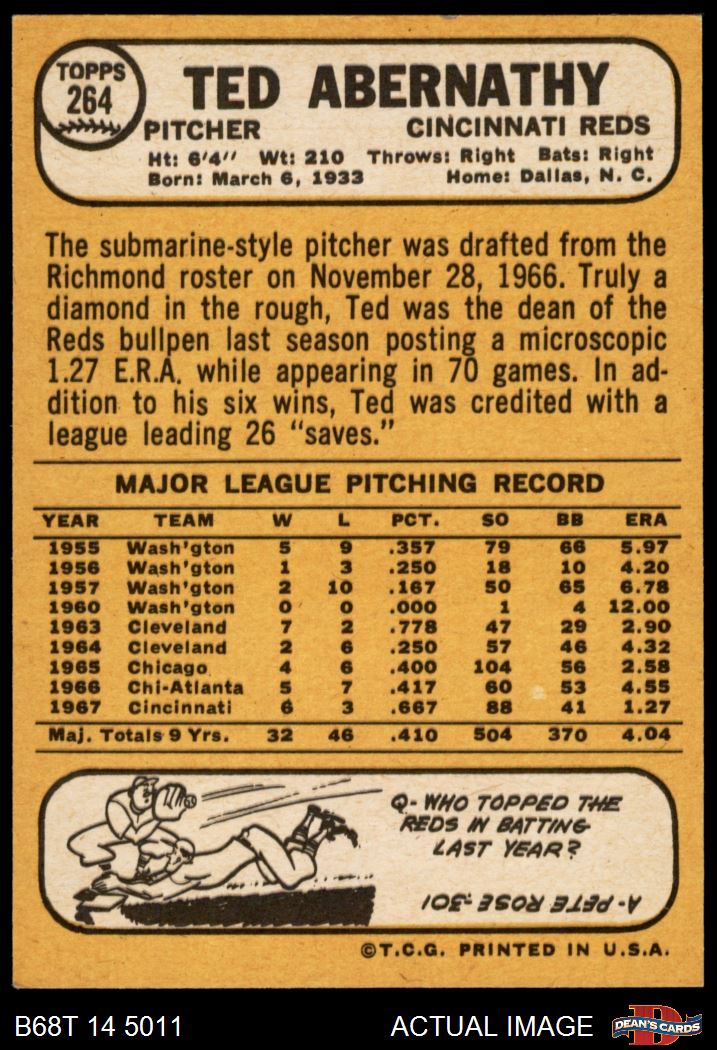 TOPPS
264
TED ABERNATHY
PITCHER CINCINNATI REDS
Ht: 6'4" Wt: 210 Throws: Right Bats: Right
Born: March 6, 1933 Home: Dallas, N. C.
The submarine-style pitcher was drafted from the
Richmond roster on November 28, 1966. Truly a
diamond in the rough, Ted was the dean of the
Reds bullpen last season posting a microscopic
1.27 E.R.A. while appearing in 70 games. In ad-
dition to his six wins, Ted was credited with a
league leading 26 "saves."
MAJOR LEAGUE PITCHING RECORD
YEAR TEAM W L PCT. SO BB ERA
1955 Wash'gton 5 9 .357 79 66 5.97
1956 Wash'gton 1 3 .250 18 10 4.20
1957 Wash'gton 2 10 .167 50 65 6.78
1960 Wash'gton 0 0 .000 1 4 12.00
1963 Cleveland 7 2 .778 47 29 2.90
1964 Cleveland 2 6 .250 57 46 4.32
1965 Chicago 4 6 .400 104 56 2.58
1966 Chi-Atlanta 5 7 .417 60 53 4.55
1967 Cincinnati 6 3 .667 88 41 1.27
Maj. Totals 9 Yrs. 32 46 .410 504 370 4.04
Q- WHO TOPPED THE
REDS IN BATTING
LAST YEAR?
A- PETE ROSE .301
©T.C.G. PRINTED IN U.S.A.
B68T 14 5011 ACTUAL IMAGE D DEAN'S CARDS